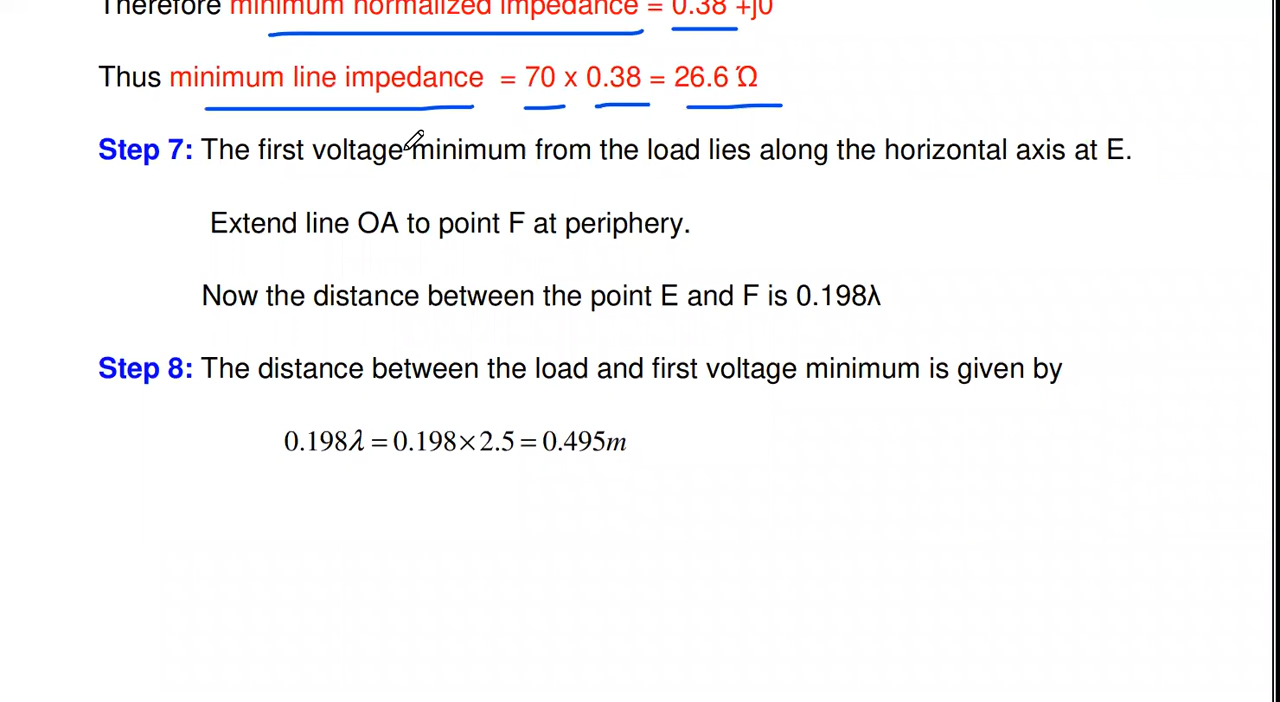 Therefore minimum normalized impedance = 0.38 +j0
Thus minimum line impedance = 70 x 0.38 = 26.6 Ώ
Step 7: The first voltage minimum from the load lies along the horizontal axis at E.
Extend line OA to point F at periphery.
Now the distance between the point E and F is 0.198λ
Step 8: The distance between the load and first voltage minimum is given by
0.198λ = 0.198×2.5 = 0.495m